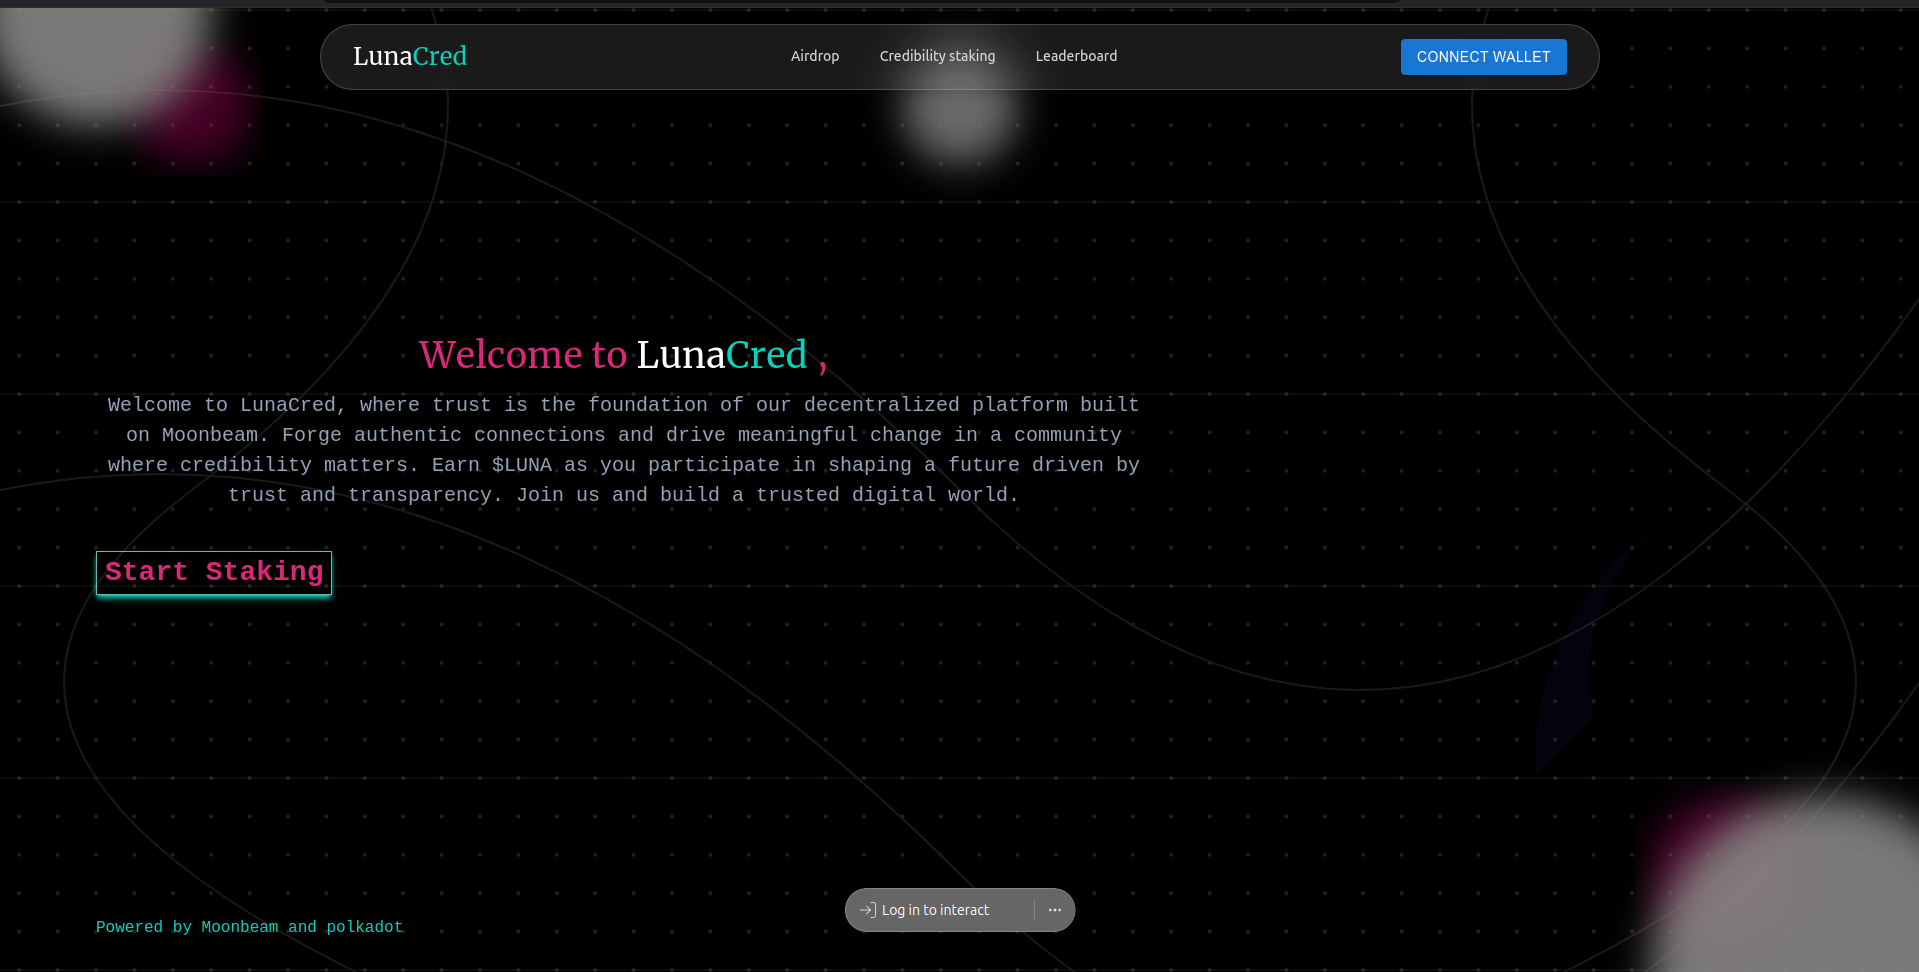 LunaCred
Airdrop
Credibility staking
Leaderboard
CONNECT WALLET
Welcome to LunaCred ,
Welcome to LunaCred, where trust is the foundation of our decentralized platform built
on Moonbeam. Forge authentic connections and drive meaningful change in a community
where credibility matters. Earn $LUNA as you participate in shaping a future driven by
trust and transparency. Join us and build a trusted digital world.
Start Staking
Log in to interact
Powered by Moonbeam and polkadot